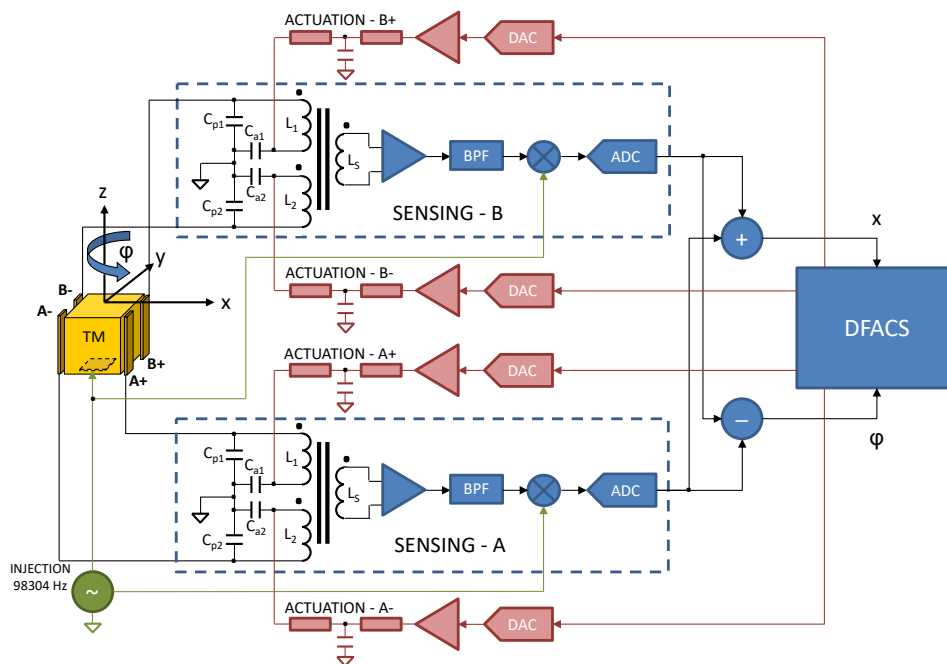 ACTUATION - B+
DAC
C_p1
C_a1
L_1
L_S
BPF
ADC
C_a2
L_2
C_p2
SENSING - B
z
φ
y
x
B-
A-
TM
B+
A+
ACTUATION - B-
DAC
x
+
DFACS
ACTUATION - A+
DAC
−
φ
C_p1
C_a1
L_1
L_S
BPF
ADC
C_a2
L_2
C_p2
SENSING - A
INJECTION
98304 Hz
~
ACTUATION - A-
DAC